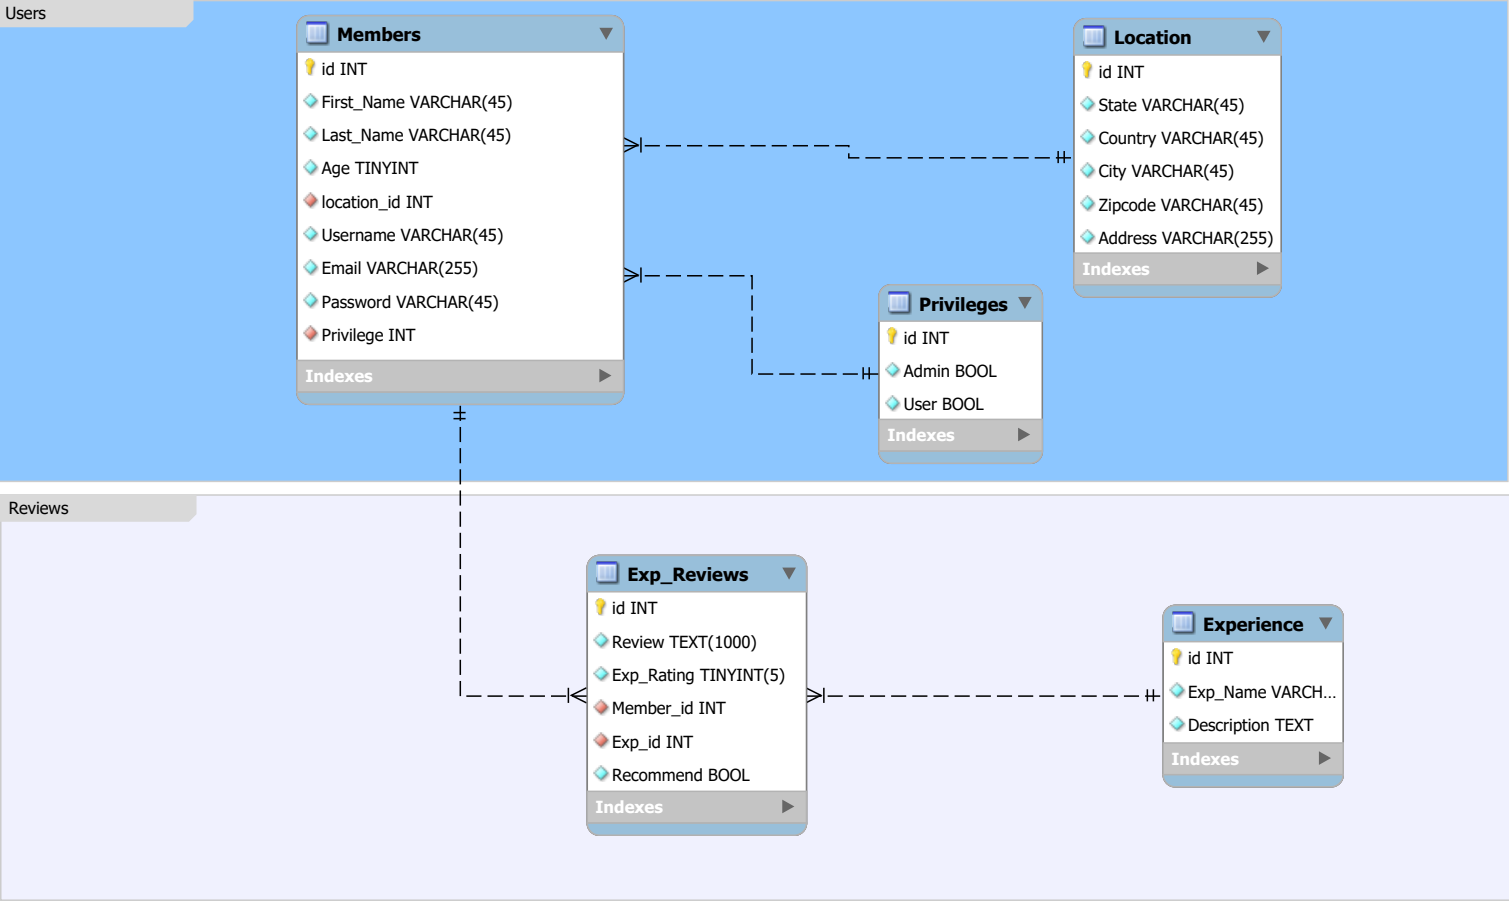 Users
Members
id INT
First_Name VARCHAR(45)
Last_Name VARCHAR(45)
Age TINYINT
location_id INT
Username VARCHAR(45)
Email VARCHAR(255)
Password VARCHAR(45)
Privilege INT
Indexes
Location
id INT
State VARCHAR(45)
Country VARCHAR(45)
City VARCHAR(45)
Zipcode VARCHAR(45)
Address VARCHAR(255)
Indexes
Privileges
id INT
Admin BOOL
User BOOL
Indexes
Reviews
Exp_Reviews
id INT
Review TEXT(1000)
Exp_Rating TINYINT(5)
Member_id INT
Exp_id INT
Recommend BOOL
Indexes
Experience
id INT
Exp_Name VARCH...
Description TEXT
Indexes